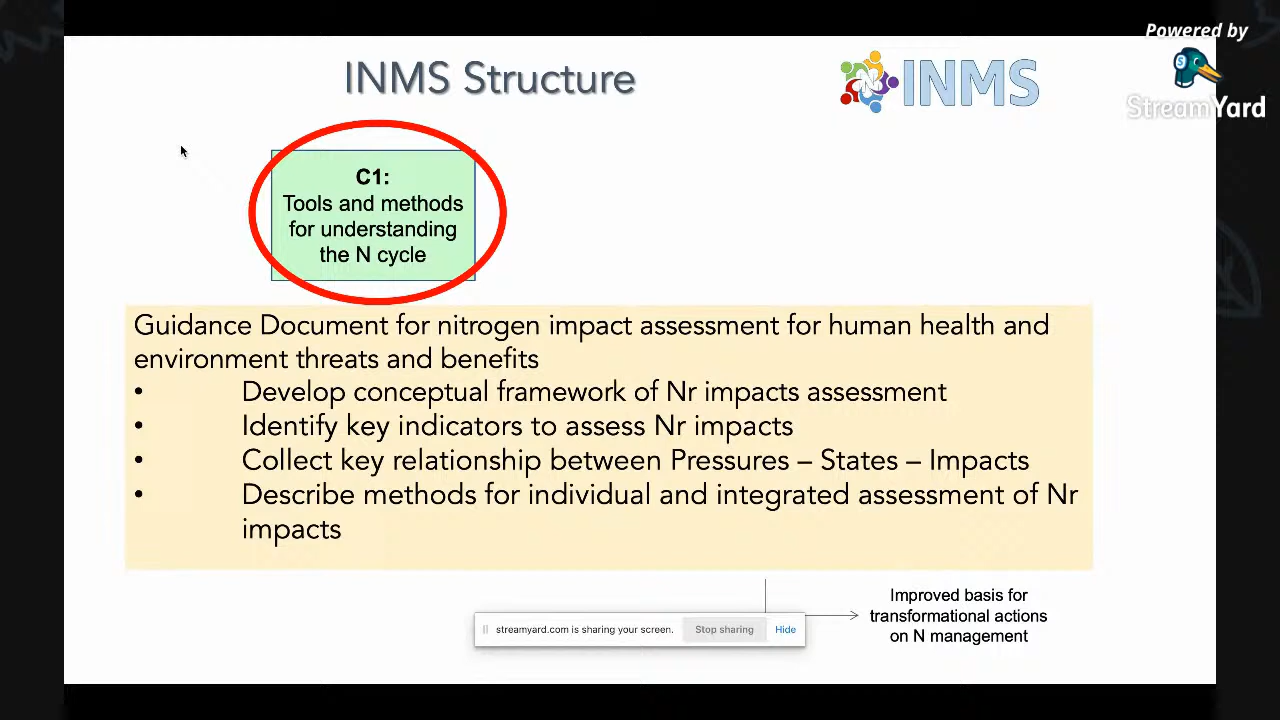 Powered by
StreamYard
INMS Structure
INMS
C1:
Tools and methods
for understanding
the N cycle
Guidance Document for nitrogen impact assessment for human health and
environment threats and benefits
• Develop conceptual framework of Nr impacts assessment
• Identify key indicators to assess Nr impacts
• Collect key relationship between Pressures – States – Impacts
• Describe methods for individual and integrated assessment of Nr
impacts
Improved basis for
transformational actions
on N management
streamyard.com is sharing your screen. Stop sharing Hide